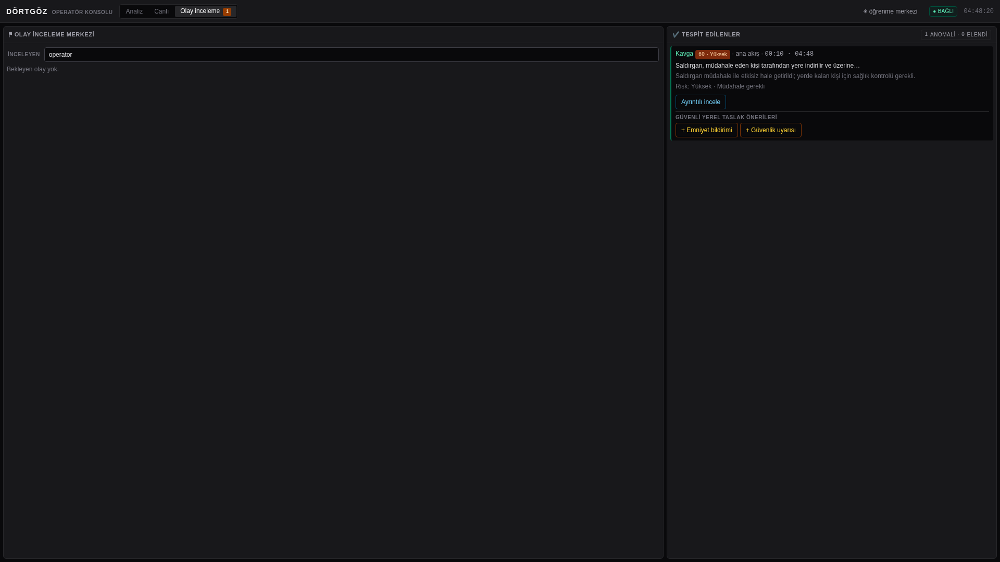 DÖRTGÖZ OPERATÖR KONSOLU Analiz Canlı Olay inceleme 1 ◈ öğrenme merkezi ● BAĞLI 04:48:20
OLAY İNCELEME MERKEZİ
İNCELEYEN operator
Bekleyen olay yok.
TESPİT EDİLENLER 1 ANOMALİ · 0 ELENDİ
Kavga 60 · Yüksek · ana akış · 00:10 · 04:48
Saldırgan, müdahale eden kişi tarafından yere indirilir ve üzerine…
Saldırgan müdahale ile etkisiz hale getirildi; yerde kalan kişi için sağlık kontrolü gerekli.
Risk: Yüksek · Müdahale gerekli
Ayrıntılı incele
GÜVENLİ YEREL TASLAK ÖNERİLERİ
+ Emniyet bildirimi + Güvenlik uyarısı